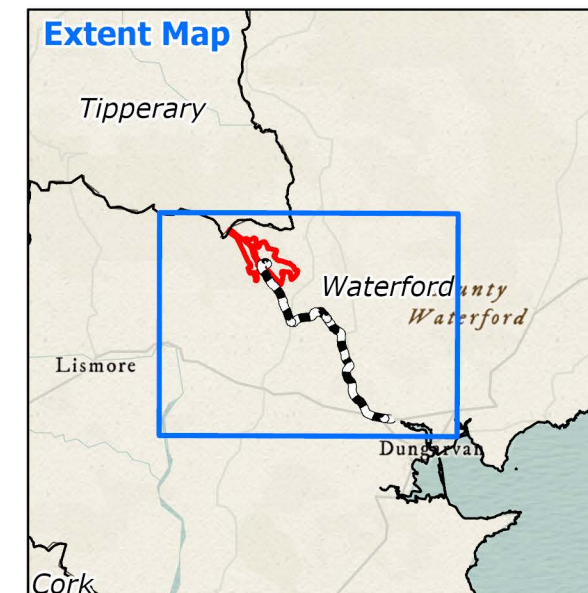 Extent Map
Tipperary
Waterford
unty
Waterford
Lismore
Dungarvan
Cork